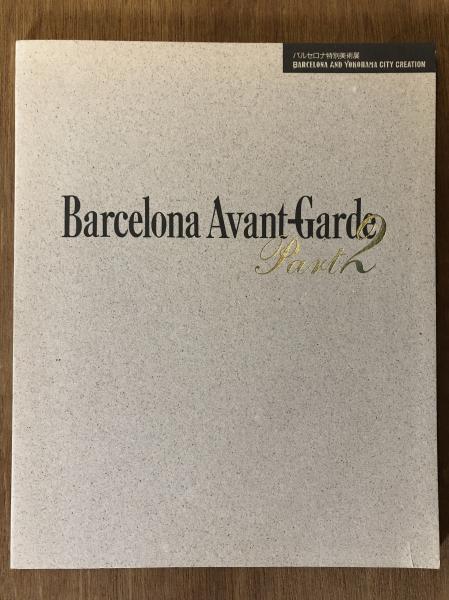 バルセロナ特別美術展
BARCELONA AND YOKOHAMA CITY CREATION
Barcelona Avant-Garde
Part 2